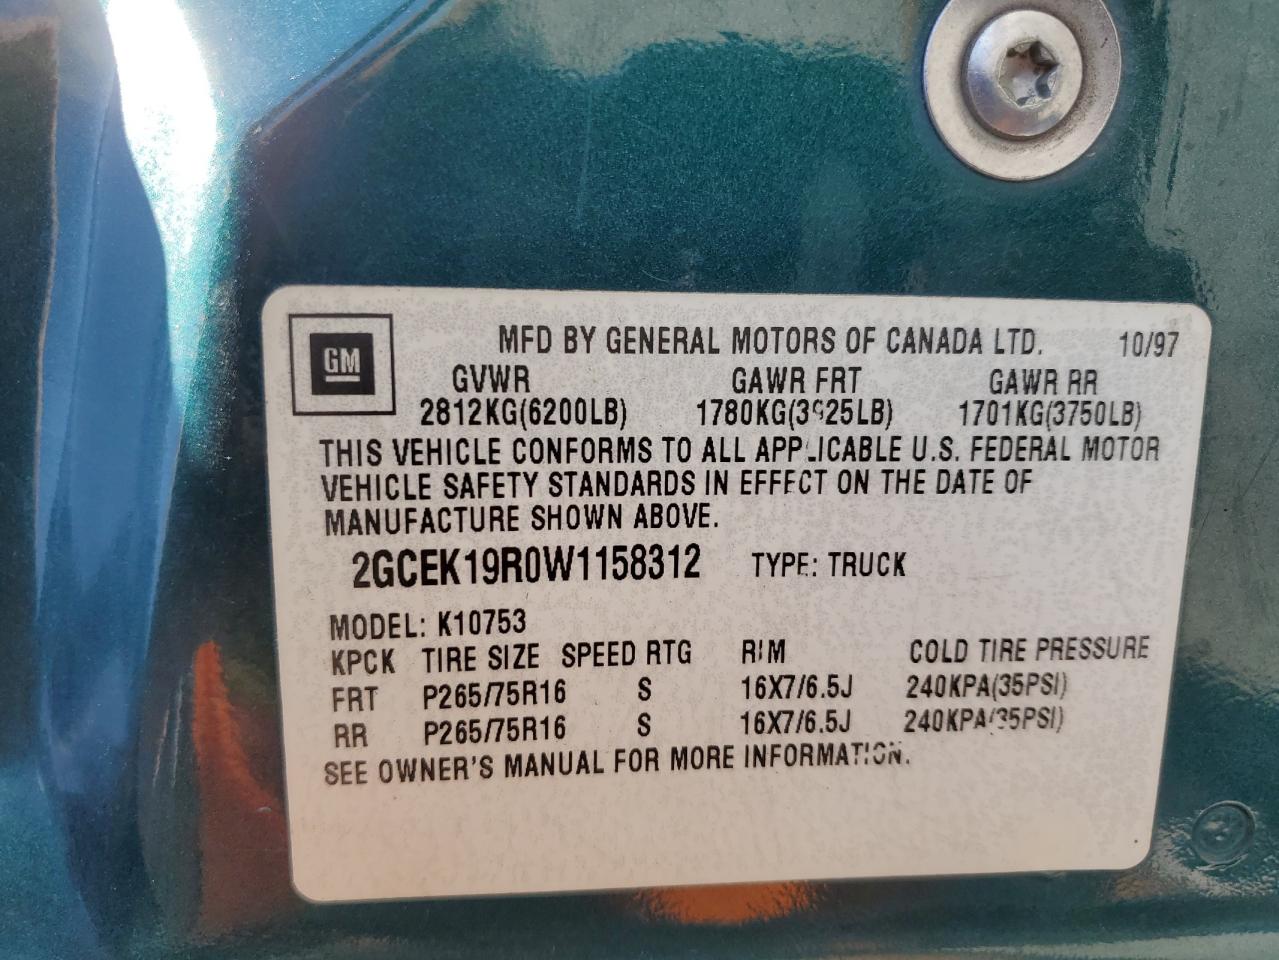 GM
MFD BY GENERAL MOTORS OF CANADA LTD. 10/97
GVWR GAWR FRT GAWR RR
2812KG(6200LB) 1780KG(3925LB) 1701KG(3750LB)
THIS VEHICLE CONFORMS TO ALL APPLICABLE U.S. FEDERAL MOTOR
VEHICLE SAFETY STANDARDS IN EFFECT ON THE DATE OF
MANUFACTURE SHOWN ABOVE.
2GCEK19R0W1158312 TYPE: TRUCK
MODEL: K10753
KPCK TIRE SIZE SPEED RTG RIM COLD TIRE PRESSURE
FRT P265/75R16 S 16X7/6.5J 240KPA(35PSI)
RR P265/75R16 S 16X7/6.5J 240KPA(35PSI)
SEE OWNER'S MANUAL FOR MORE INFORMATION.